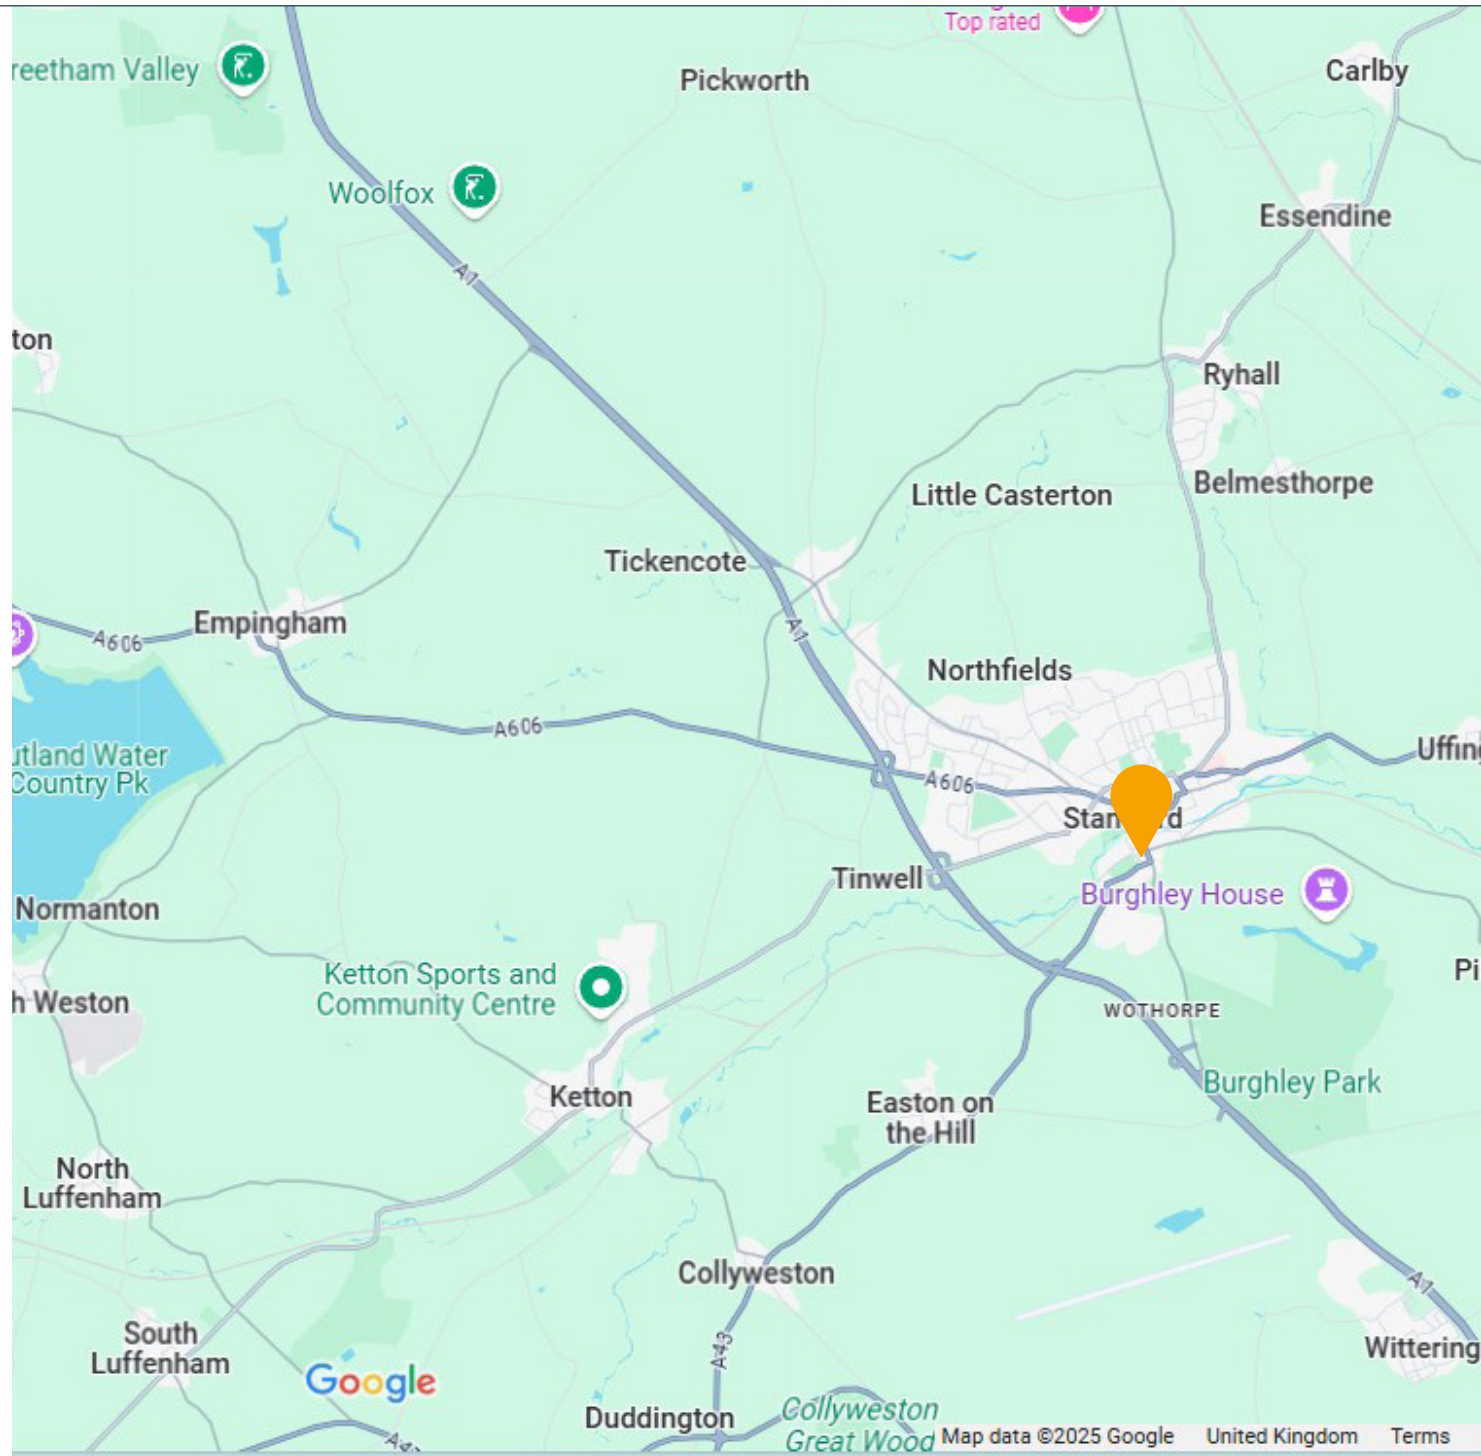 Top rated
reetham Valley
Pickworth
Carlby
Woolfox
Essendine
A1
ton
Ryhall
Belmesthorpe
Little Casterton
Tickencote
Empingham
A606
A1
Northfields
A606
utland Water
Country Pk
Uffing
A606
Stam rd
Tinwell
Burghley House
Normanton
Pi
Ketton Sports and
Community Centre
h Weston
WOTHORPE
Burghley Park
Ketton
Easton on
the Hill
North
Luffenham
Collyweston
A1
South
Luffenham
A43
Wittering
Google
Duddington
Collyweston
Great Wood
Map data ©2025 Google United Kingdom Terms